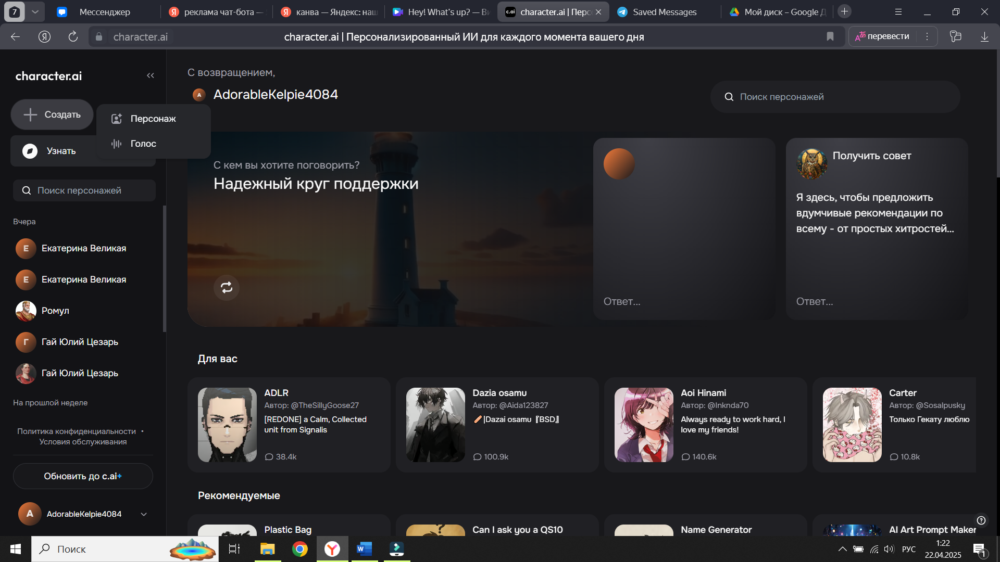 7
Мессенджер
реклама чат-бота —
канва — Яндекс: наш
Hey! What's up? — Ви
c.ai
character.ai | Перс
Saved Messages
Мой диск – Google Д
character.ai
character.ai | Персонализированный ИИ для каждого момента вашего дня
перевести
character.ai
Создать
Персонаж
Голос
Узнать
Поиск персонажей
Вчера
E Екатерина Великая
E Екатерина Великая
Ромул
Г Гай Юлий Цезарь
Гай Юлий Цезарь
На прошлой неделе
Политика конфиденциальности •
Условия обслуживания
Обновить до c.ai+
A AdorableKelpie4084
С возвращением,
A AdorableKelpie4084
Поиск персонажей
С кем вы хотите поговорить?
Надежный круг поддержки
Ответ...
Получить совет
Я здесь, чтобы предложить
вдумчивые рекомендации по
всему - от простых хитростей...
Ответ...
Для вас
ADLR
Автор: @TheSillyGoose27
[REDONE] a Calm, Collected
unit from Signalis
38.4k
Dazia osamu
Автор: @Aida123827
|Dazai osamu『BSD』
100.9k
Aoi Hinami
Автор: @Inknda70
Always ready to work hard, I
love my friends!
140.6k
Carter
Автор: @Sosalpusky
Только Гекату люблю
10.8k
Рекомендуемые
Plastic Bag
Can I ask you a QS10
Name Generator
AI Art Prompt Maker
Поиск
РУС
1:22
22.04.2025
1